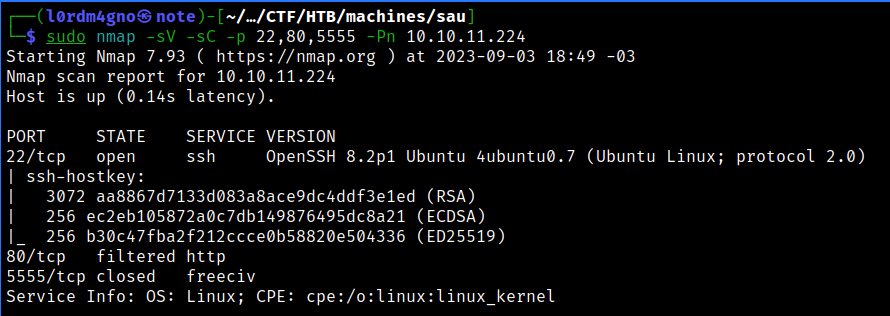 ┌──(l0rdm4gno㉿note)-[~/…/CTF/HTB/machines/sau]
└─$ sudo nmap -sV -sC -p 22,80,5555 -Pn 10.10.11.224
Starting Nmap 7.93 ( https://nmap.org ) at 2023-09-03 18:49 -03
Nmap scan report for 10.10.11.224
Host is up (0.14s latency).
PORT     STATE    SERVICE VERSION
22/tcp   open     ssh     OpenSSH 8.2p1 Ubuntu 4ubuntu0.7 (Ubuntu Linux; protocol 2.0)
| ssh-hostkey:
|   3072 aa8867d7133d083a8ace9dc4ddf3e1ed (RSA)
|   256 ec2eb105872a0c7db149876495dc8a21 (ECDSA)
|_  256 b30c47fba2f212ccce0b58820e504336 (ED25519)
80/tcp   filtered http
5555/tcp closed   freeciv
Service Info: OS: Linux; CPE: cpe:/o:linux:linux_kernel